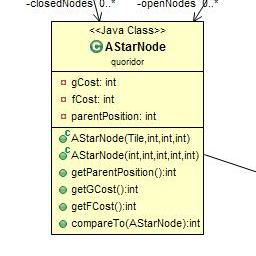 -closedNodes 0..*
-openNodes 0..*
<<Java Class>>
AStarNode
quoridor
gCost: int
fCost: int
parentPosition: int
AStarNode(Tile,int,int,int)
AStarNode(int,int,int,int,int)
getParentPosition():int
getGCost():int
getFCost():int
compareTo(AStarNode):int